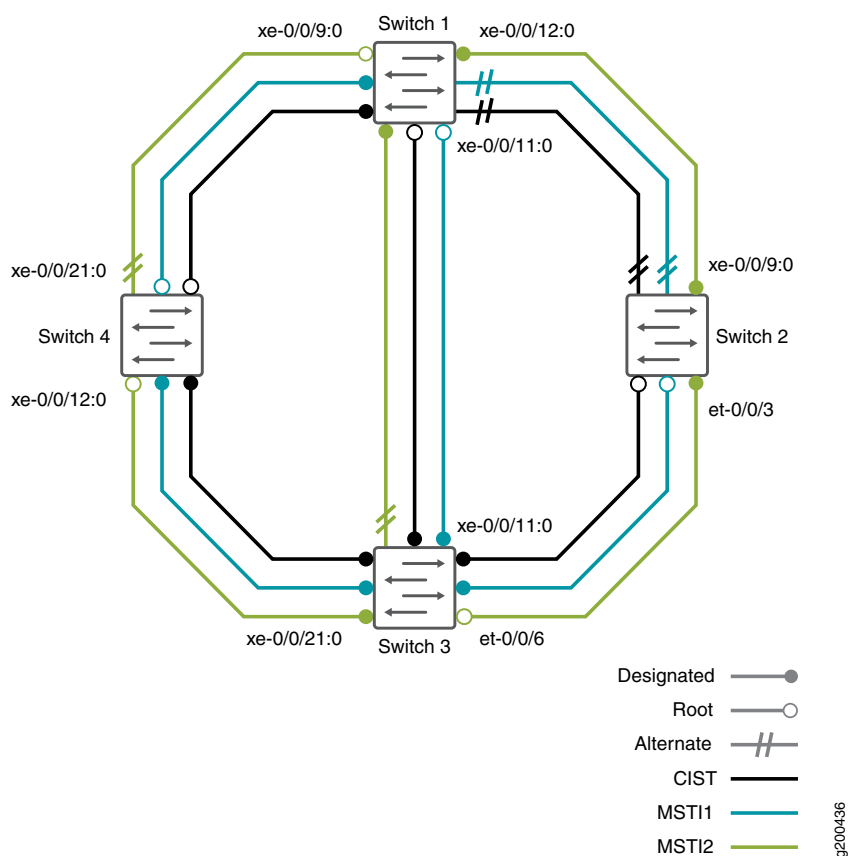 Switch 1
xe-0/0/9:0
xe-0/0/12:0
xe-0/0/11:0
xe-0/0/21:0
xe-0/0/9:0
Switch 4
Switch 2
xe-0/0/12:0
et-0/0/3
xe-0/0/11:0
xe-0/0/21:0
Switch 3
et-0/0/6
Designated
Root
Alternate
CIST
MSTI1
MSTI2
g200436